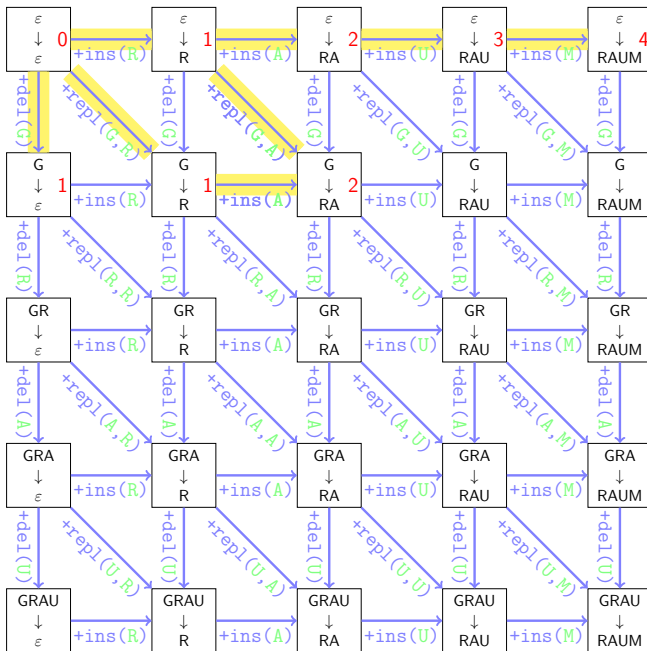 ε ε ε ε ε
↓ 0 ↓ 1 ↓ 2 ↓ 3 ↓ 4
+ins(R) +ins(A) +ins(U) +ins(M)
ε R RA RAU RAUM
+del(G) +repl(G,R) +del(G) +repl(G,A) +del(G) +repl(G,U) +del(G) +repl(G,M) +del(G)
G G G G G
↓ 1 ↓ 1 ↓ 2 ↓ ↓
+ins(R) +ins(A) +ins(U) +ins(M)
ε R RA RAU RAUM
+del(R) +repl(R,R) +del(R) +repl(R,A) +del(R) +repl(R,U) +del(R) +repl(R,M) +del(R)
GR GR GR GR GR
↓ ↓ ↓ ↓ ↓
+ins(R) +ins(A) +ins(U) +ins(M)
ε R RA RAU RAUM
+del(A) +repl(A,R) +del(A) +repl(A,A) +del(A) +repl(A,U) +del(A) +repl(A,M) +del(A)
GRA GRA GRA GRA GRA
↓ ↓ ↓ ↓ ↓
+ins(R) +ins(A) +ins(U) +ins(M)
ε R RA RAU RAUM
+del(U) +repl(U,R) +del(U) +repl(U,A) +del(U) +repl(U,U) +del(U) +repl(U,M) +del(U)
GRAU GRAU GRAU GRAU GRAU
↓ ↓ ↓ ↓ ↓
+ins(R) +ins(A) +ins(U) +ins(M)
ε R RA RAU RAUM